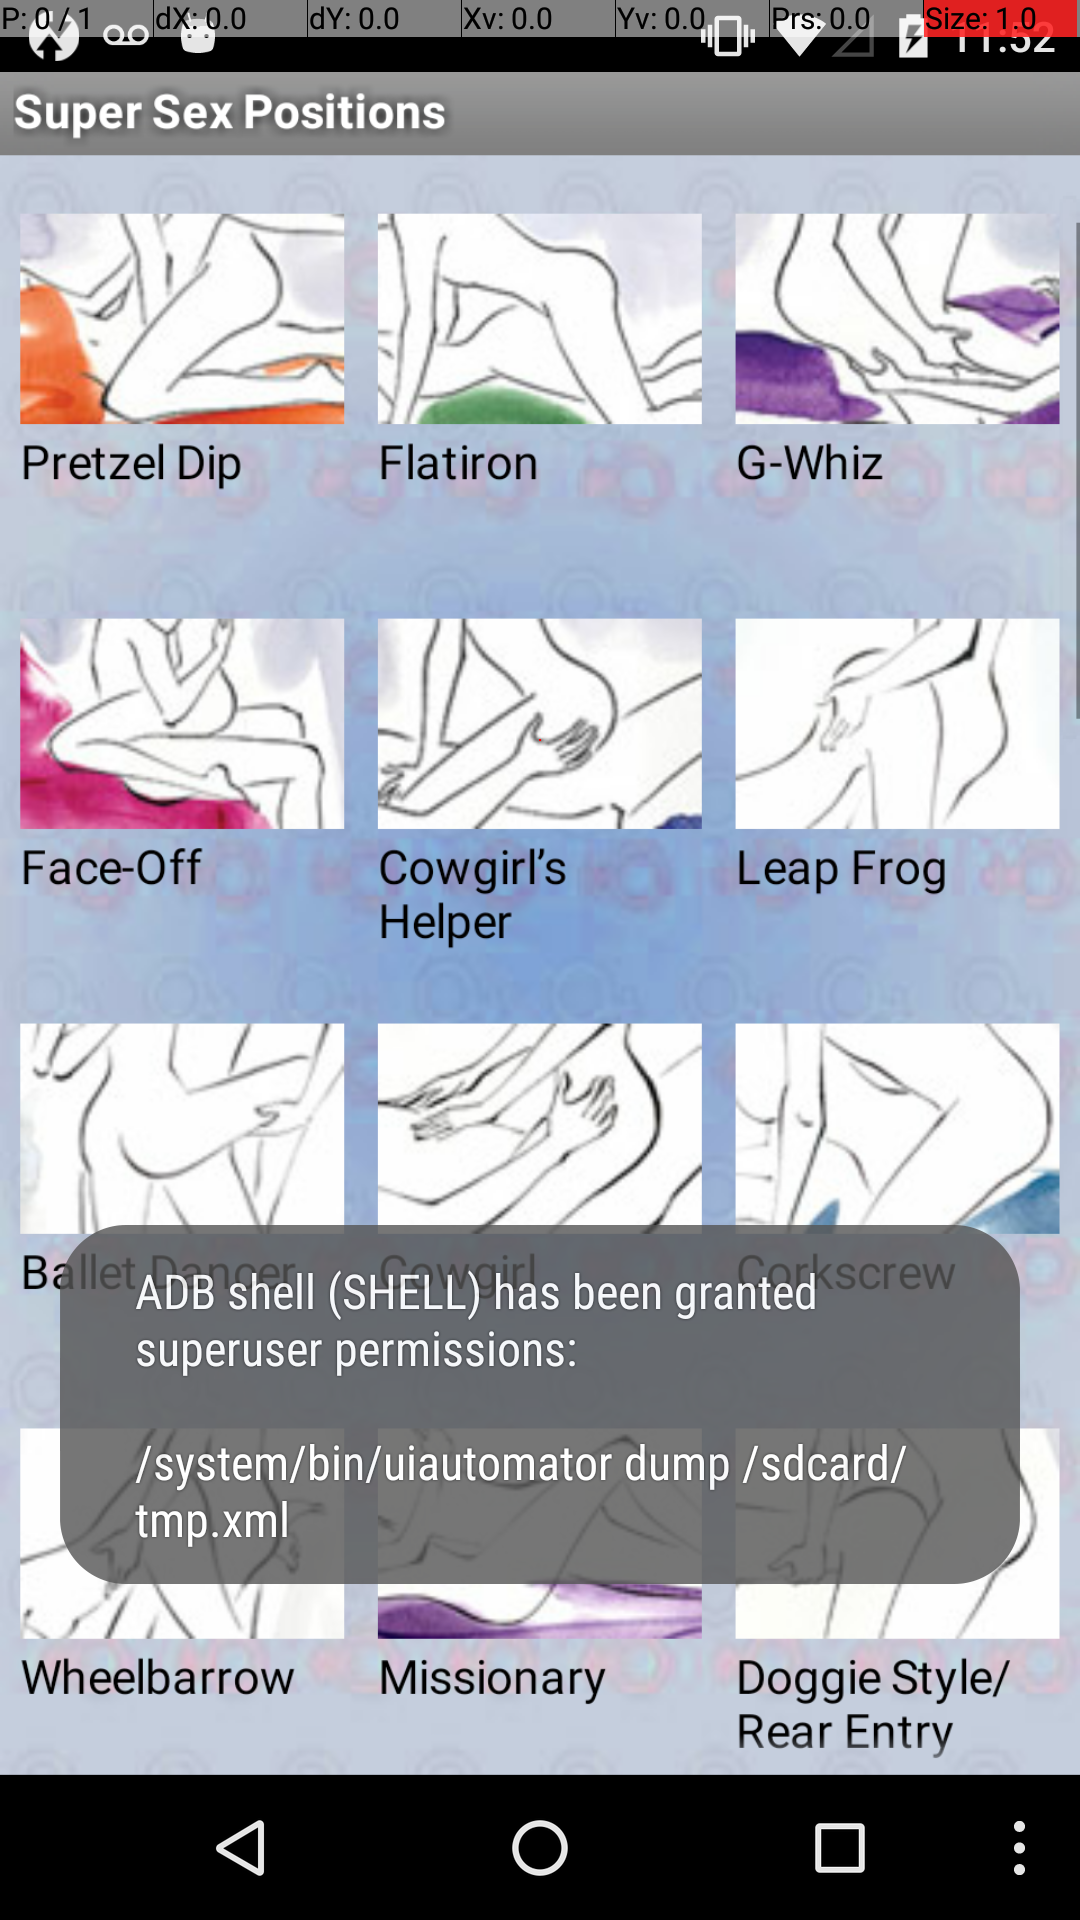 P: 0 / 1 dX: 0.0 dY: 0.0 Xv: 0.0 Yv: 0.0 Prs: 0.0 Size: 1.0
11:52
Super Sex Positions
Pretzel Dip Flatiron G-Whiz
Face-Off Cowgirl’s Leap Frog
Helper
Ballet Dancer Cowgirl Corkscrew
ADB shell (SHELL) has been granted
superuser permissions:
/system/bin/uiautomator dump /sdcard/
tmp.xml
Wheelbarrow Missionary Doggie Style/
Rear Entry